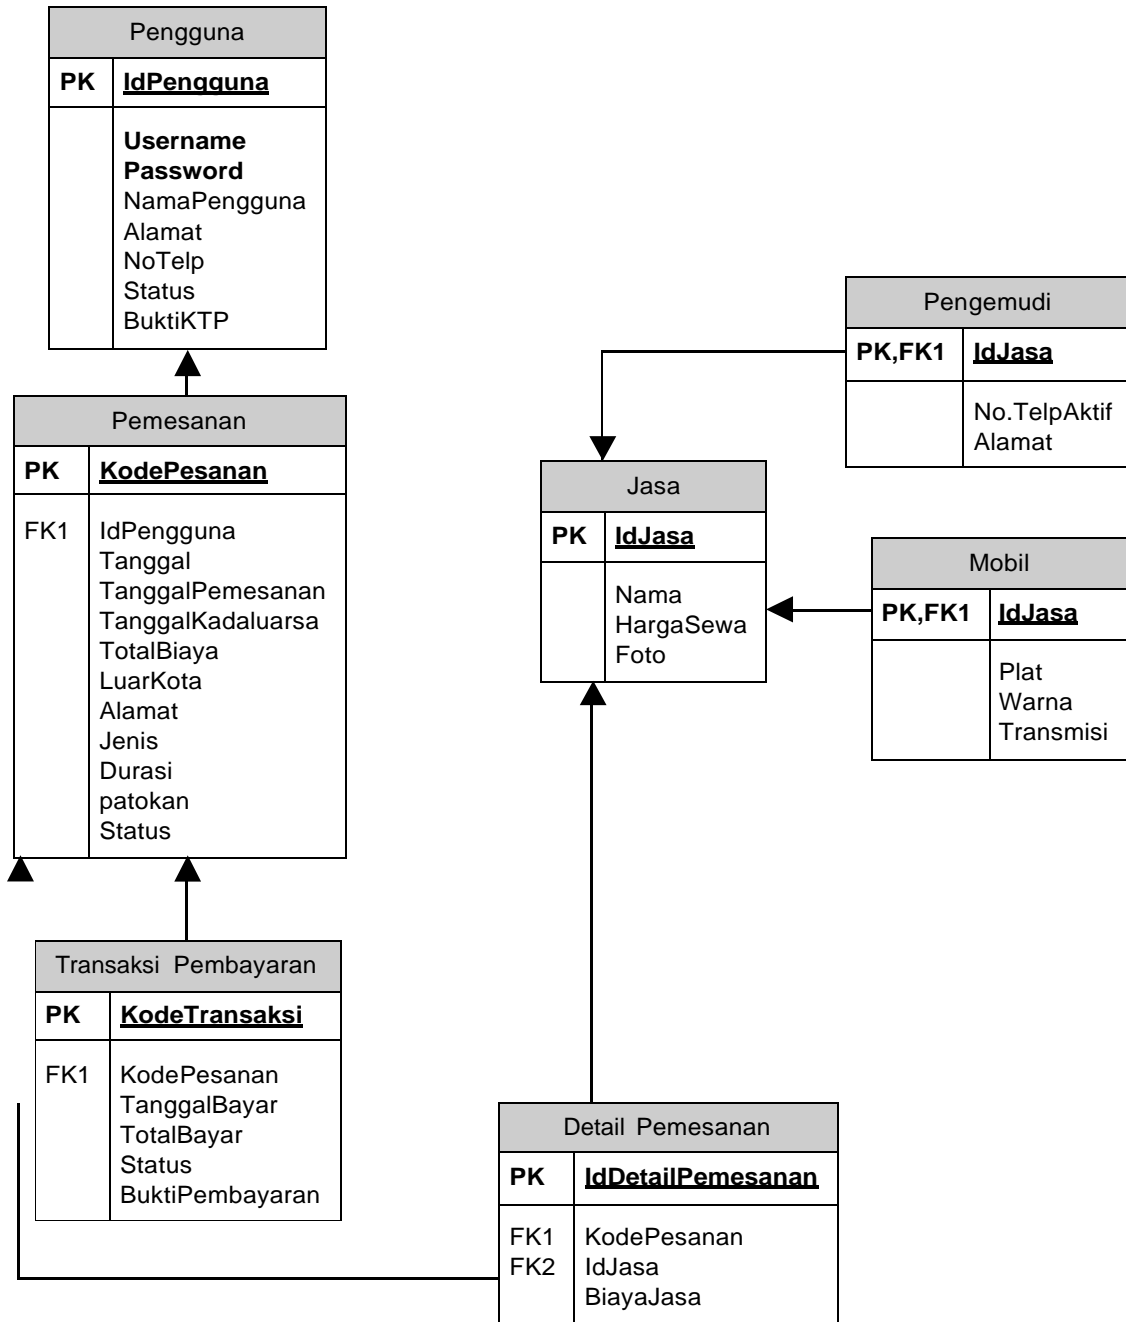 Pengguna
PK IdPengguna
Username
Password
NamaPengguna
Alamat
NoTelp
Status
BuktiKTP
Pemesanan
PK KodePesanan
FK1 IdPengguna
Tanggal
TanggalPemesanan
TanggalKadaluarsa
TotalBiaya
LuarKota
Alamat
Jenis
Durasi
patokan
Status
Transaksi Pembayaran
PK KodeTransaksi
FK1 KodePesanan
TanggalBayar
TotalBayar
Status
BuktiPembayaran
Pengemudi
PK,FK1 IdJasa
No.TelpAktif
Alamat
Jasa
PK IdJasa
Nama
HargaSewa
Foto
Mobil
PK,FK1 IdJasa
Plat
Warna
Transmisi
Detail Pemesanan
PK IdDetailPemesanan
FK1 KodePesanan
FK2 IdJasa
BiayaJasa